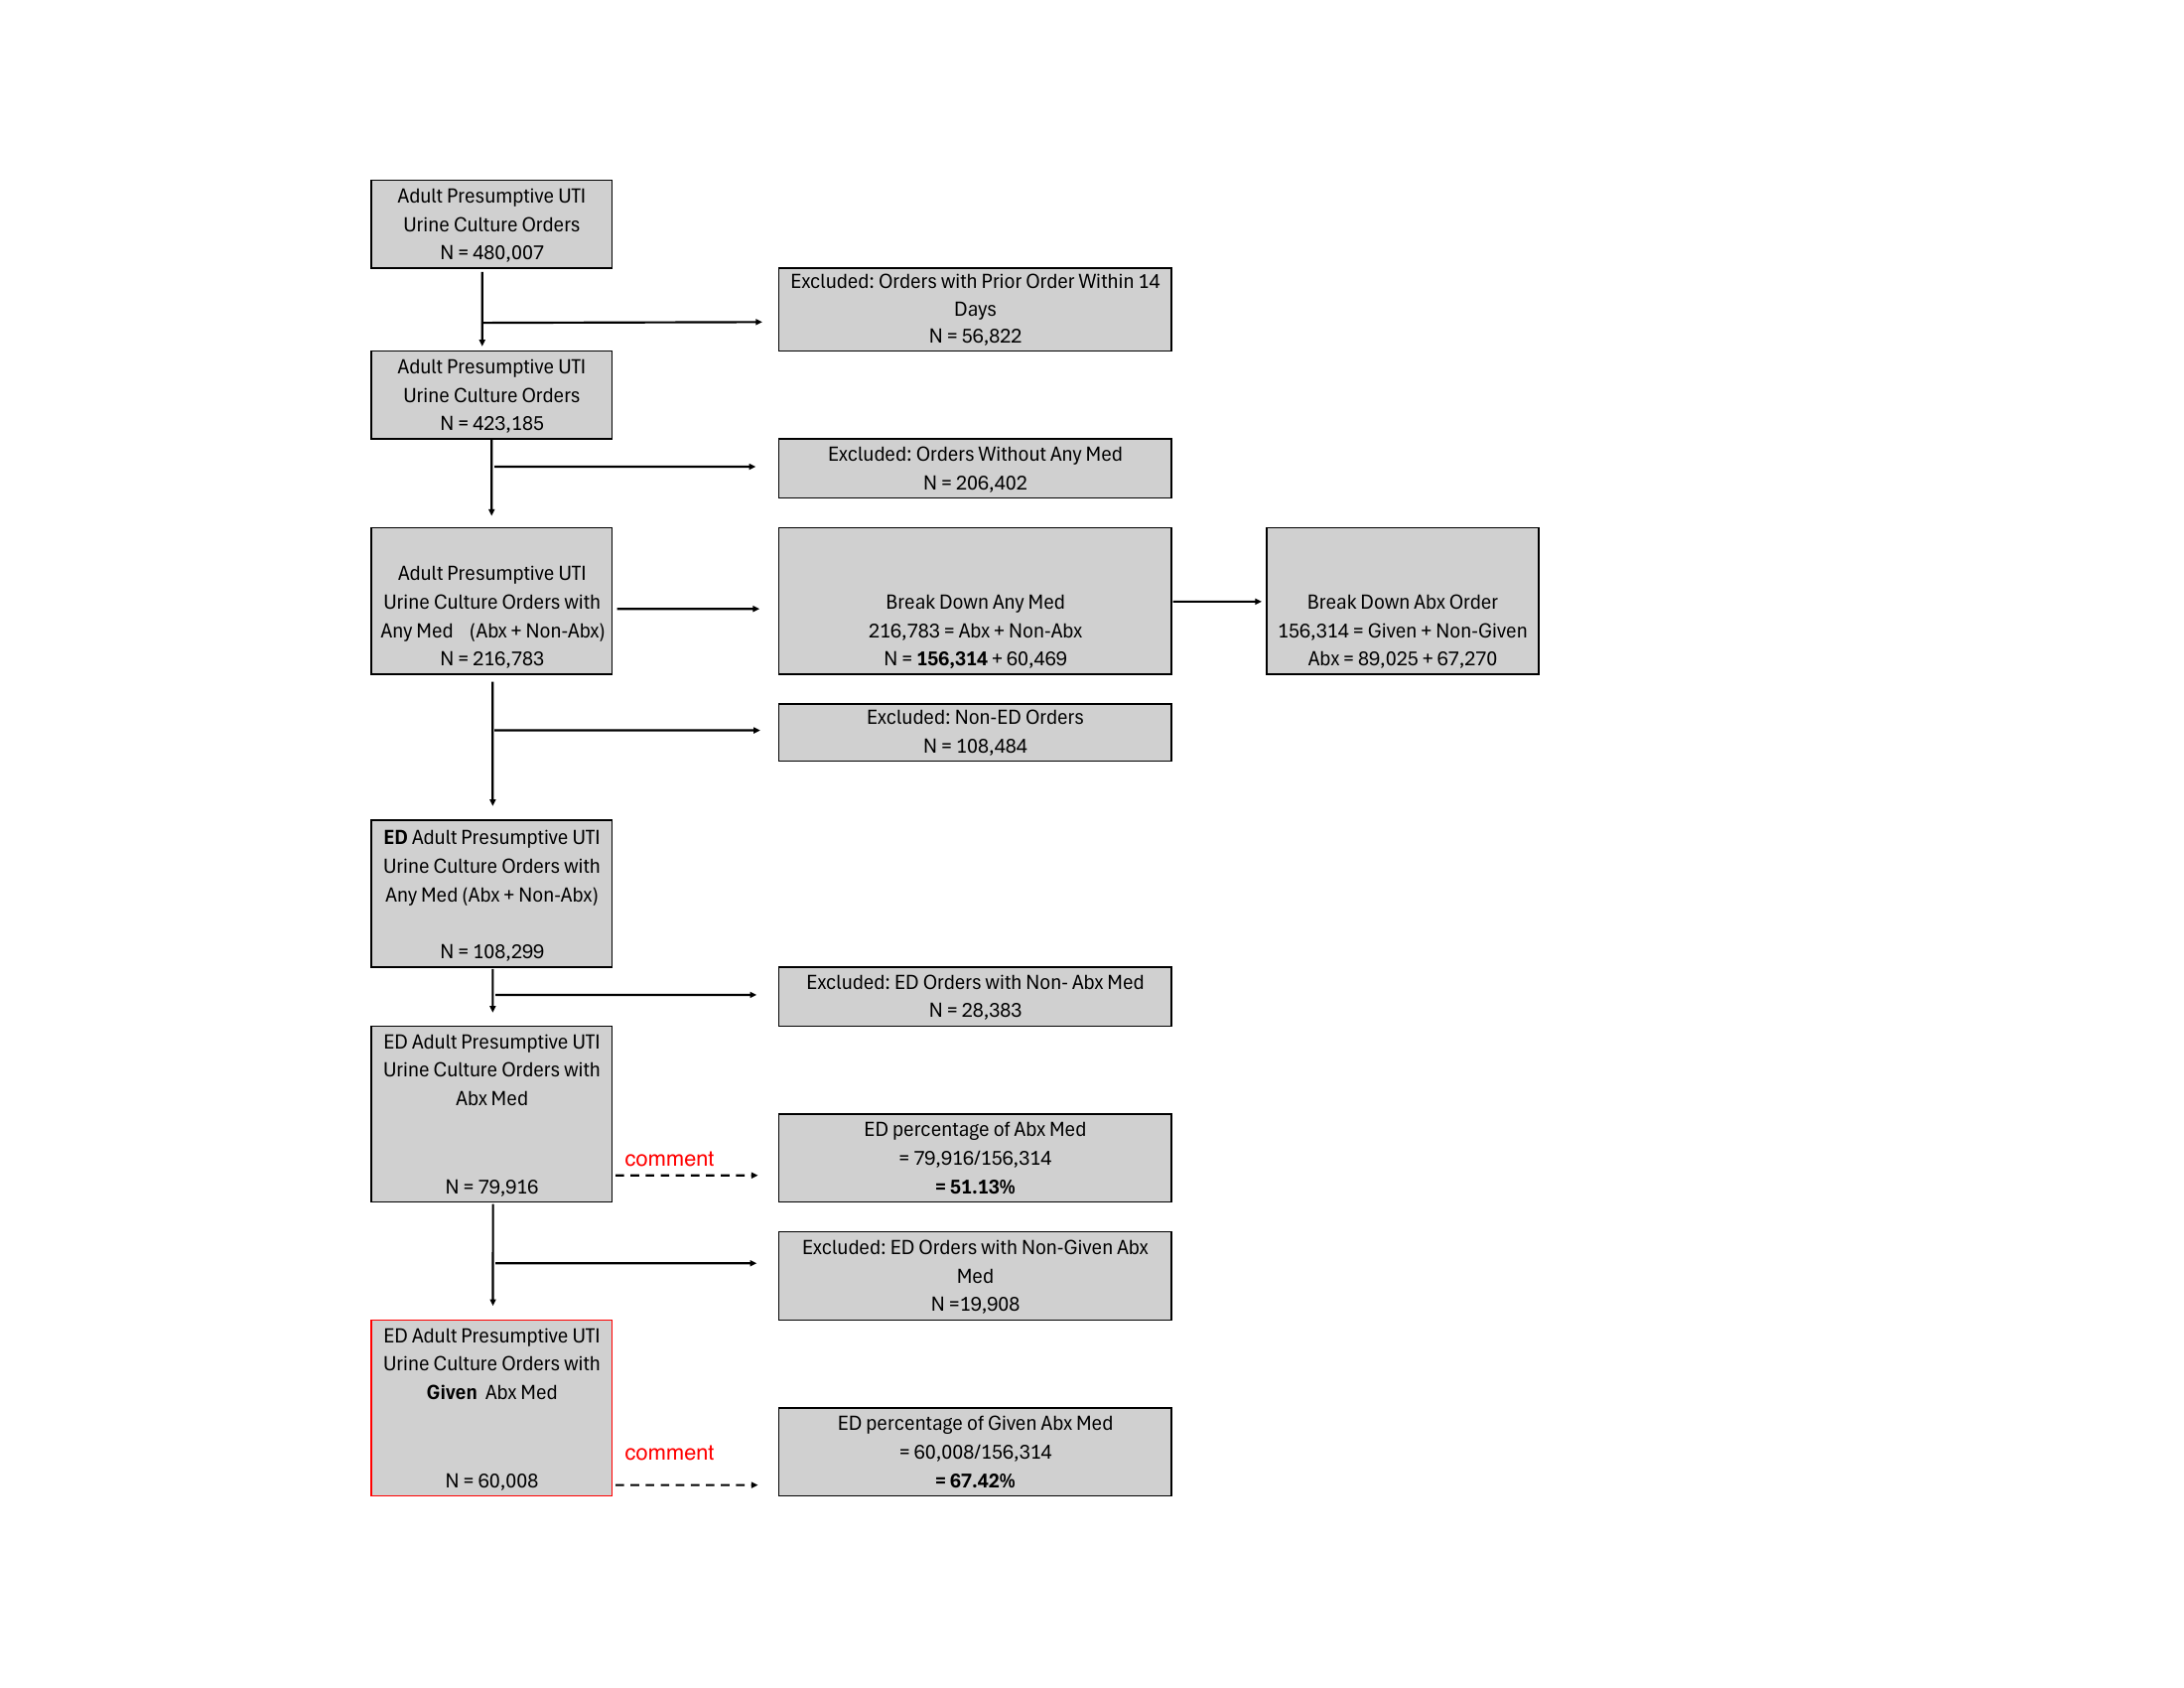 Adult Presumptive UTI
Urine Culture Orders
N = 480,007
Excluded: Orders with Prior Order Within 14
Days
N = 56,822
Adult Presumptive UTI
Urine Culture Orders
N = 423,185
Excluded: Orders Without Any Med
N = 206,402
Adult Presumptive UTI
Urine Culture Orders with
Any Med (Abx + Non-Abx)
N = 216,783
Break Down Any Med
216,783 = Abx + Non-Abx
N = 156,314 + 60,469
Break Down Abx Order
156,314 = Given + Non-Given
Abx = 89,025 + 67,270
Excluded: Non-ED Orders
N = 108,484
ED Adult Presumptive UTI
Urine Culture Orders with
Any Med (Abx + Non-Abx)
N = 108,299
Excluded: ED Orders with Non- Abx Med
N = 28,383
ED Adult Presumptive UTI
Urine Culture Orders with
Abx Med
N = 79,916
comment
ED percentage of Abx Med
= 79,916/156,314
= 51.13%
Excluded: ED Orders with Non-Given Abx
Med
N =19,908
ED Adult Presumptive UTI
Urine Culture Orders with
Given Abx Med
N = 60,008
comment
ED percentage of Given Abx Med
= 60,008/156,314
= 67.42%